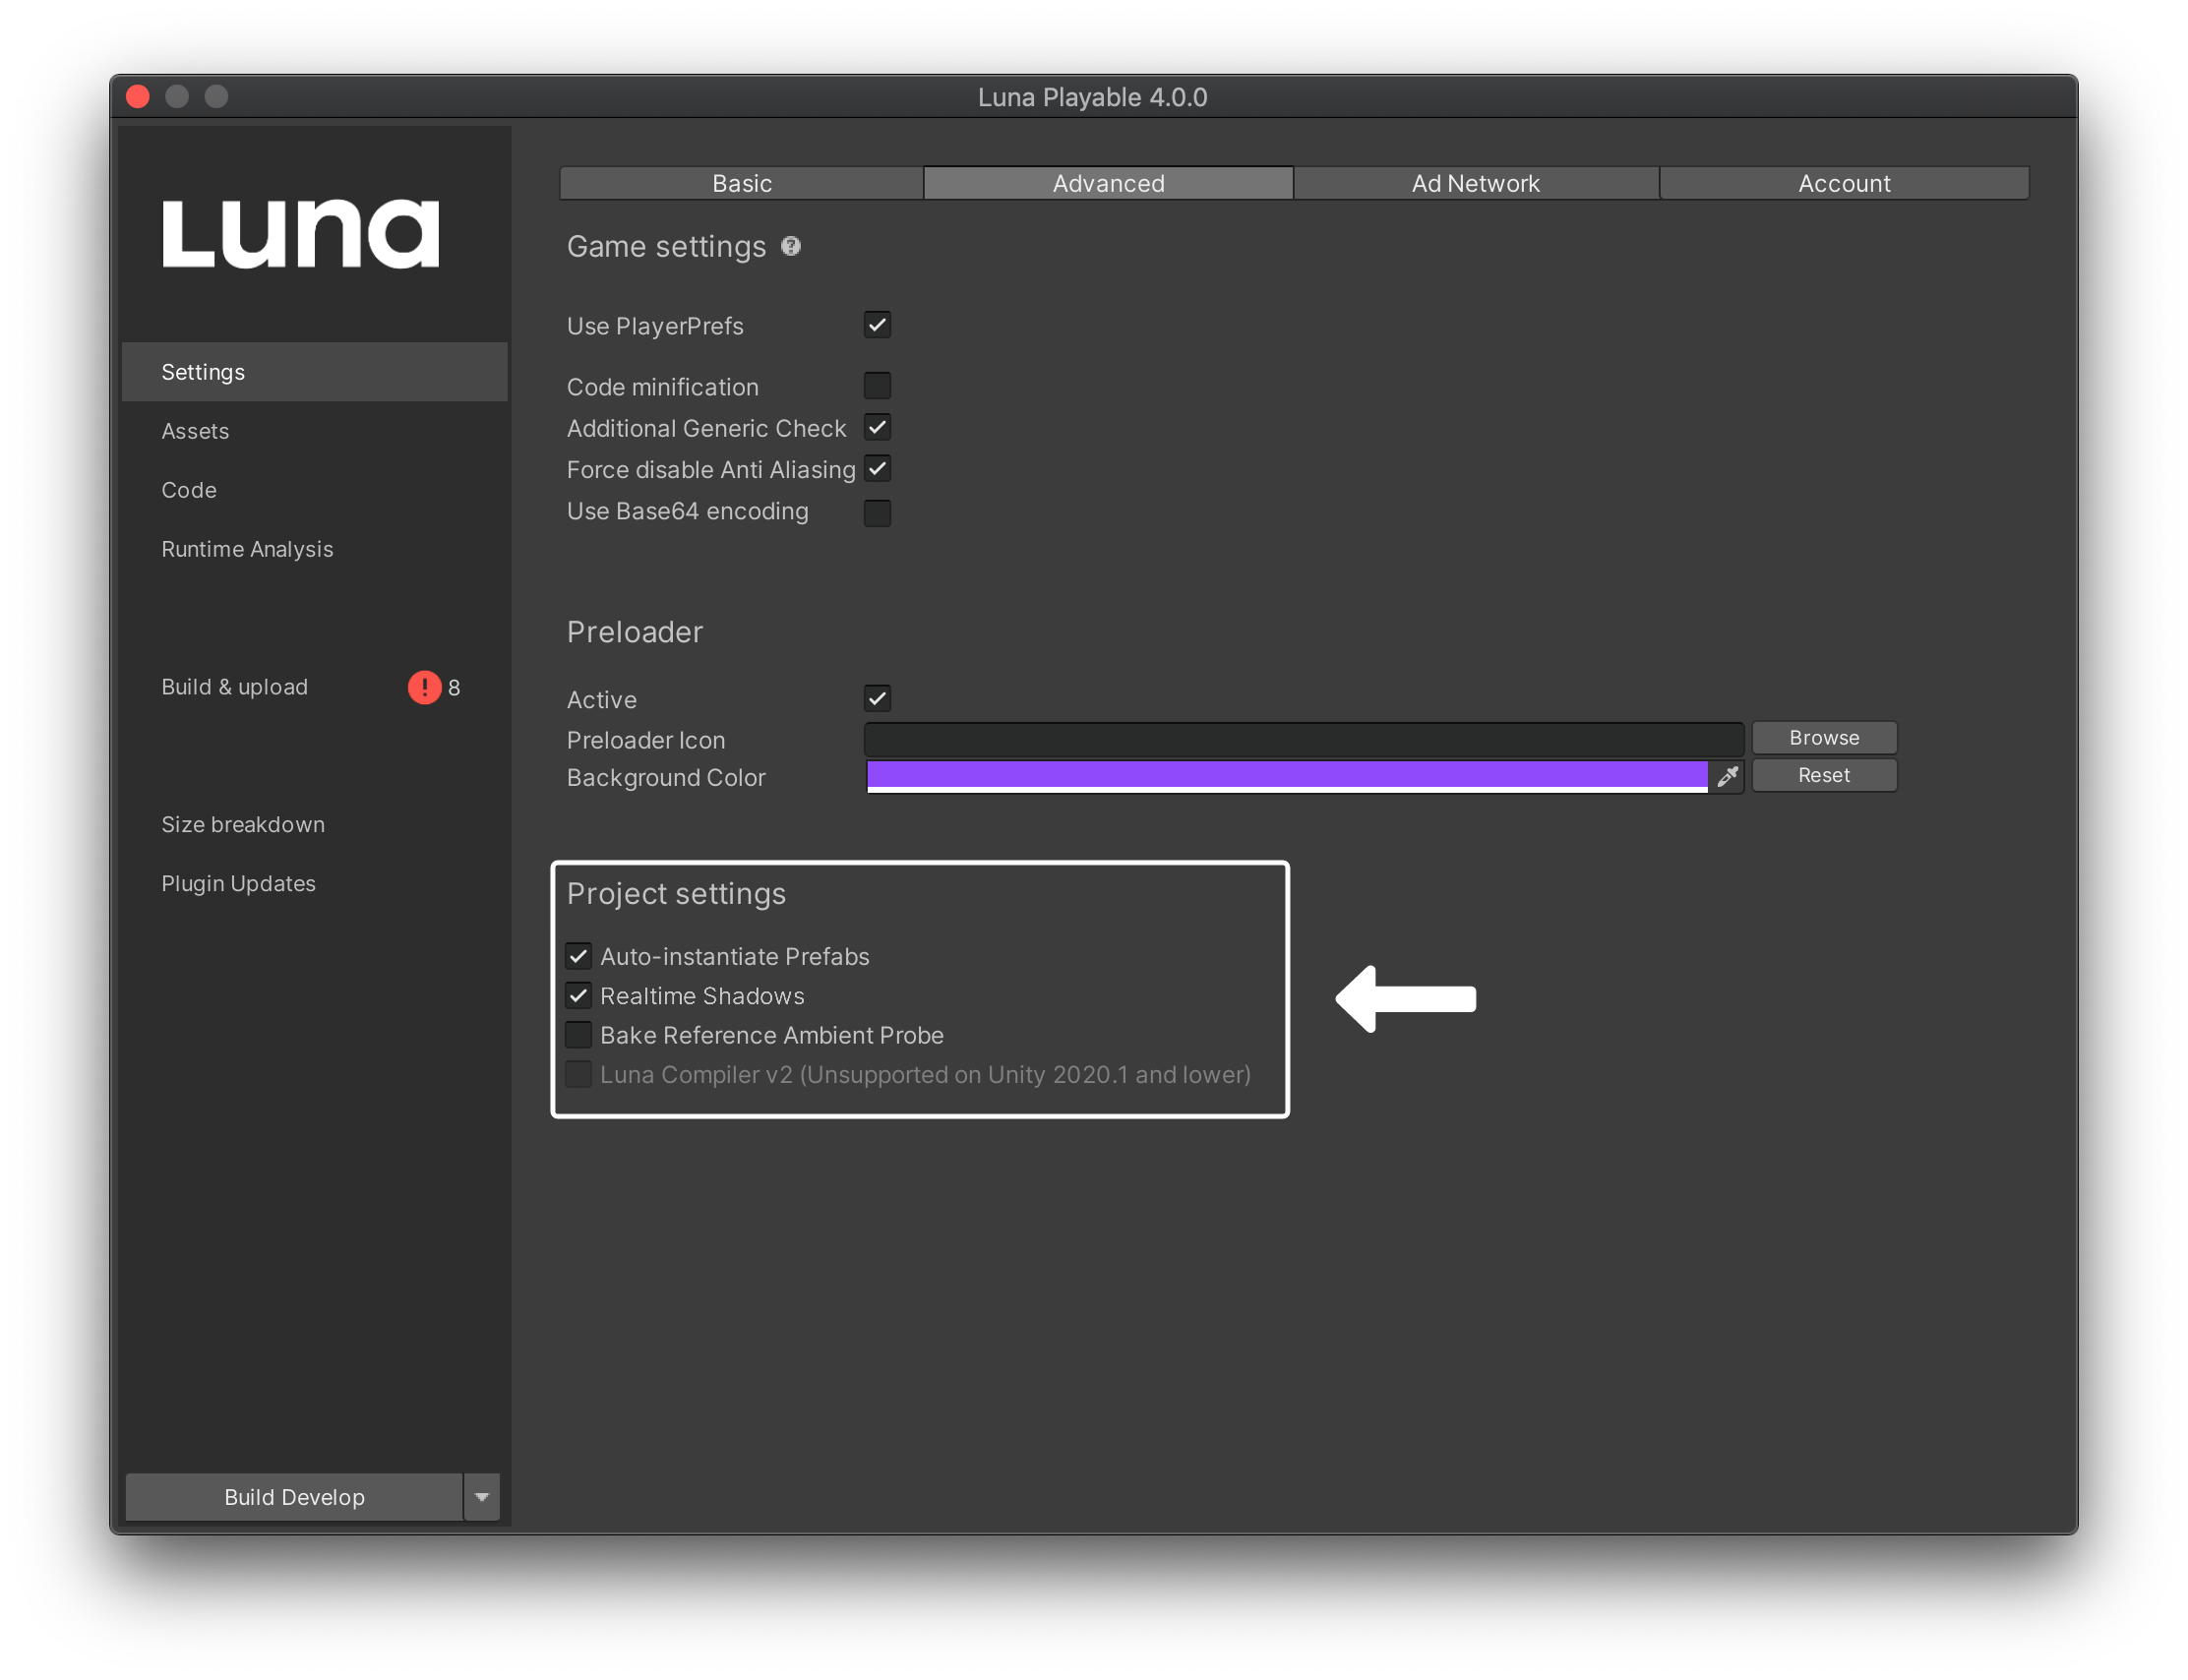 Luna Playable 4.0.0
Luna
Settings
Assets
Code
Runtime Analysis
Build & upload 8
Size breakdown
Plugin Updates
Build Develop
Basic Advanced Ad Network Account
Game settings
Use PlayerPrefs
Code minification
Additional Generic Check
Force disable Anti Aliasing
Use Base64 encoding
Preloader
Active
Preloader Icon Browse
Background Color Reset
Project settings
Auto-instantiate Prefabs
Realtime Shadows
Bake Reference Ambient Probe
Luna Compiler v2 (Unsupported on Unity 2020.1 and lower)